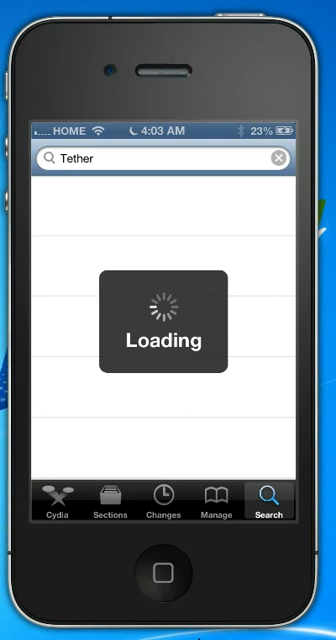 ..... HOME 4:03 AM 23%
Tether
Loading
Cydia Sections Changes Manage Search